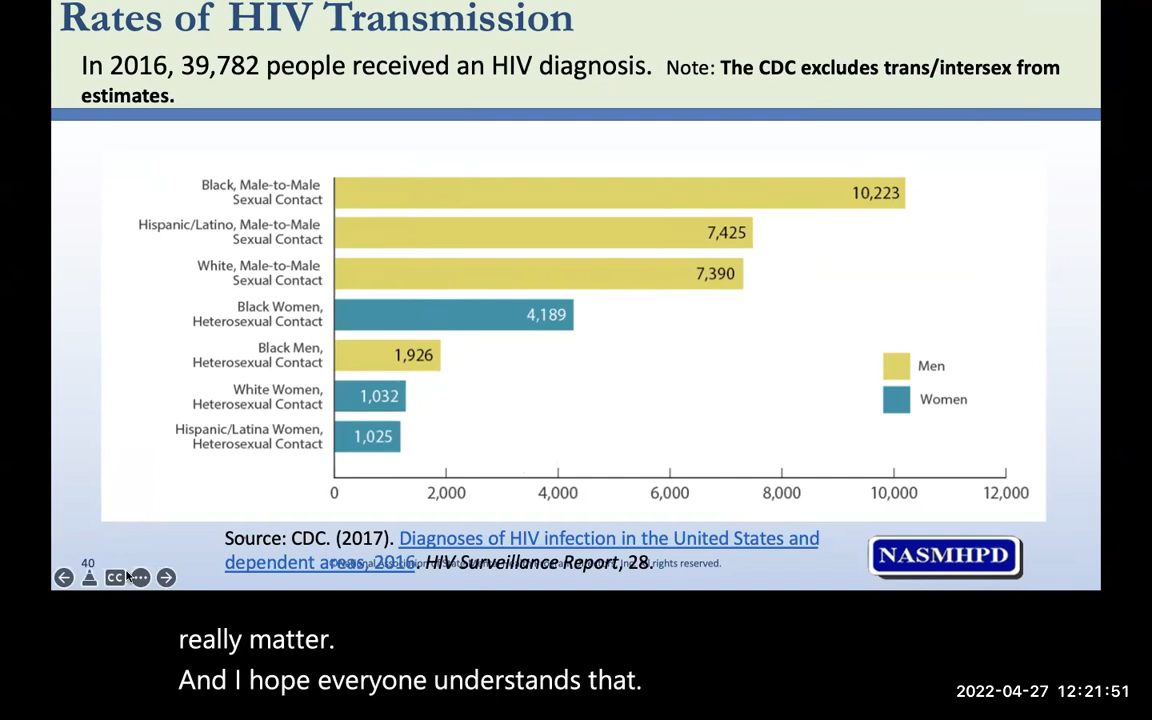 Rates of HIV Transmission
In 2016, 39,782 people received an HIV diagnosis. Note: The CDC excludes trans/intersex from
estimates.
Black, Male-to-Male
Sexual Contact
10,223
Hispanic/Latino, Male-to-Male
Sexual Contact
7,425
White, Male-to-Male
Sexual Contact
7,390
Black Women,
Heterosexual Contact
4,189
Black Men,
Heterosexual Contact
1,926
White Women,
Heterosexual Contact
1,032
Hispanic/Latina Women,
Heterosexual Contact
1,025
Men
Women
0 2,000 4,000 6,000 8,000 10,000 12,000
Source: CDC. (2017). Diagnoses of HIV infection in the United States and
dependent areas, 2016. HIV Surveillance Report, 28.
rights reserved.
NASMHPD
40
CC
really matter.
And I hope everyone understands that.
2022-04-27 12:21:51